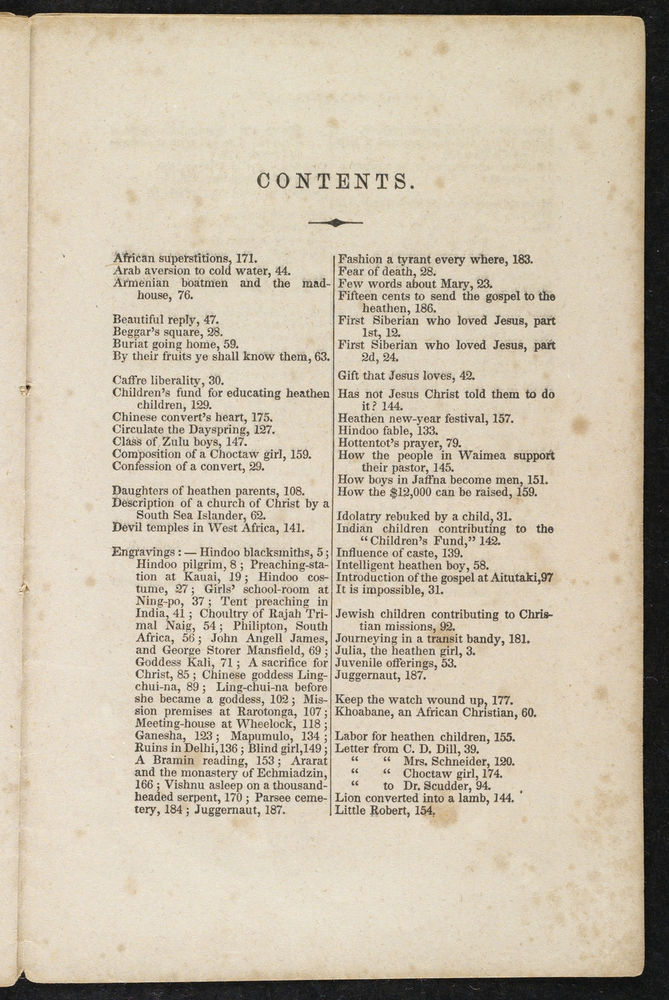 CONTENTS.
African superstitions, 171.
Arab aversion to cold water, 44.
Armenian boatmen and the mad-
house, 76.
Beautiful reply, 47.
Beggar's square, 28.
Buriat going home, 59.
By their fruits ye shall know them, 63.
Caffre liberality, 30.
Children's fund for educating heathen
children, 129.
Chinese convert's heart, 175.
Circulate the Dayspring, 127.
Class of Zulu boys, 147.
Composition of a Choctaw girl, 159.
Confession of a convert, 29.
Daughters of heathen parents, 108.
Description of a church of Christ by a
South Sea Islander, 62.
Devil temples in West Africa, 141.
Engravings : — Hindoo blacksmiths, 5 ;
Hindoo pilgrim, 8 ; Preaching-sta-
tion at Kauai, 19 ; Hindoo cos-
tume, 27 ; Girls' school-room at
Ning-po, 37 ; Tent preaching in
India, 41 ; Choultry of Rajah Tri-
mal Naig, 54 ; Philipton, South
Africa, 56 ; John Angell James,
and George Storer Mansfield, 69 ;
Goddess Kali, 71 ; A sacrifice for
Christ, 85 ; Chinese goddess Ling-
chui-na, 89 ; Ling-chui-na before
she became a goddess, 102 ; Mis-
sion premises at Rarotonga, 107 ;
Meeting-house at Wheelock, 118 ;
Ganesha, 123 ; Mapumulo, 134 ;
Ruins in Delhi, 136 ; Blind girl, 149 ;
A Bramin reading, 153 ; Ararat
and the monastery of Echmiadzin,
166 ; Vishnu asleep on a thousand-
headed serpent, 170 ; Parsee ceme-
tery, 184 ; Juggernaut, 187.
Fashion a tyrant every where, 183.
Fear of death, 28.
Few words about Mary, 23.
Fifteen cents to send the gospel to the
heathen, 186.
First Siberian who loved Jesus, part
1st, 12.
First Siberian who loved Jesus, part
2d, 24.
Gift that Jesus loves, 42.
Has not Jesus Christ told them to do
it? 144.
Heathen new-year festival, 157.
Hindoo fable, 133.
Hottentot's prayer, 79.
How the people in Waimea support
their pastor, 145.
How boys in Jaffna become men, 151.
How the $12,000 can be raised, 159.
Idolatry rebuked by a child, 31.
Indian children contributing to the
"Children's Fund," 142.
Influence of caste, 139.
Intelligent heathen boy, 58.
Introduction of the gospel at Aitutaki, 97
It is impossible, 31.
Jewish children contributing to Chris-
tian missions, 92.
Journeying in a transit bandy, 181.
Julia, the heathen girl, 3.
Juvenile offerings, 53.
Juggernaut, 187.
Keep the watch wound up, 177.
Khoabane, an African Christian, 60.
Labor for heathen children, 155.
Letter from C. D. Dill, 39.
" " Mrs. Schneider, 120.
" " Choctaw girl, 174.
" to Dr. Scudder, 94.
Lion converted into a lamb, 144.
Little Robert, 154.